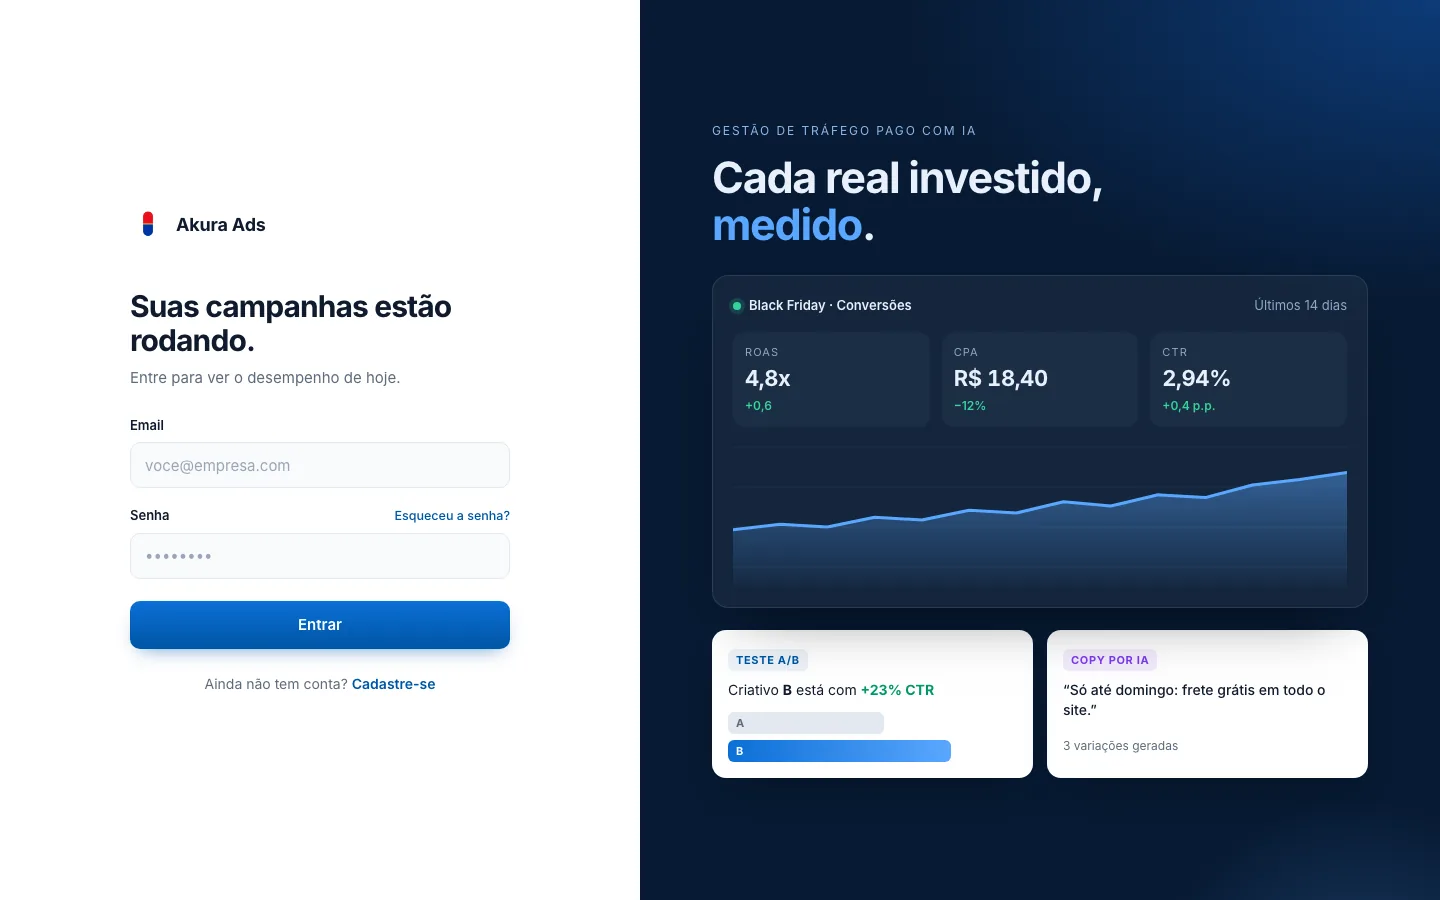 Akura Ads
Suas campanhas estão
rodando.
Entre para ver o desempenho de hoje.
Email
voce@empresa.com
Senha
Esqueceu a senha?
••••••••
Entrar
Ainda não tem conta? Cadastre-se
GESTÃO DE TRÁFEGO PAGO COM IA
Cada real investido,
medido.
Black Friday · Conversões
Últimos 14 dias
ROAS
4,8x
+0,6
CPA
R$ 18,40
−12%
CTR
2,94%
+0,4 p.p.
TESTE A/B
Criativo B está com +23% CTR
A
B
COPY POR IA
“Só até domingo: frete grátis em todo o
site.”
3 variações geradas